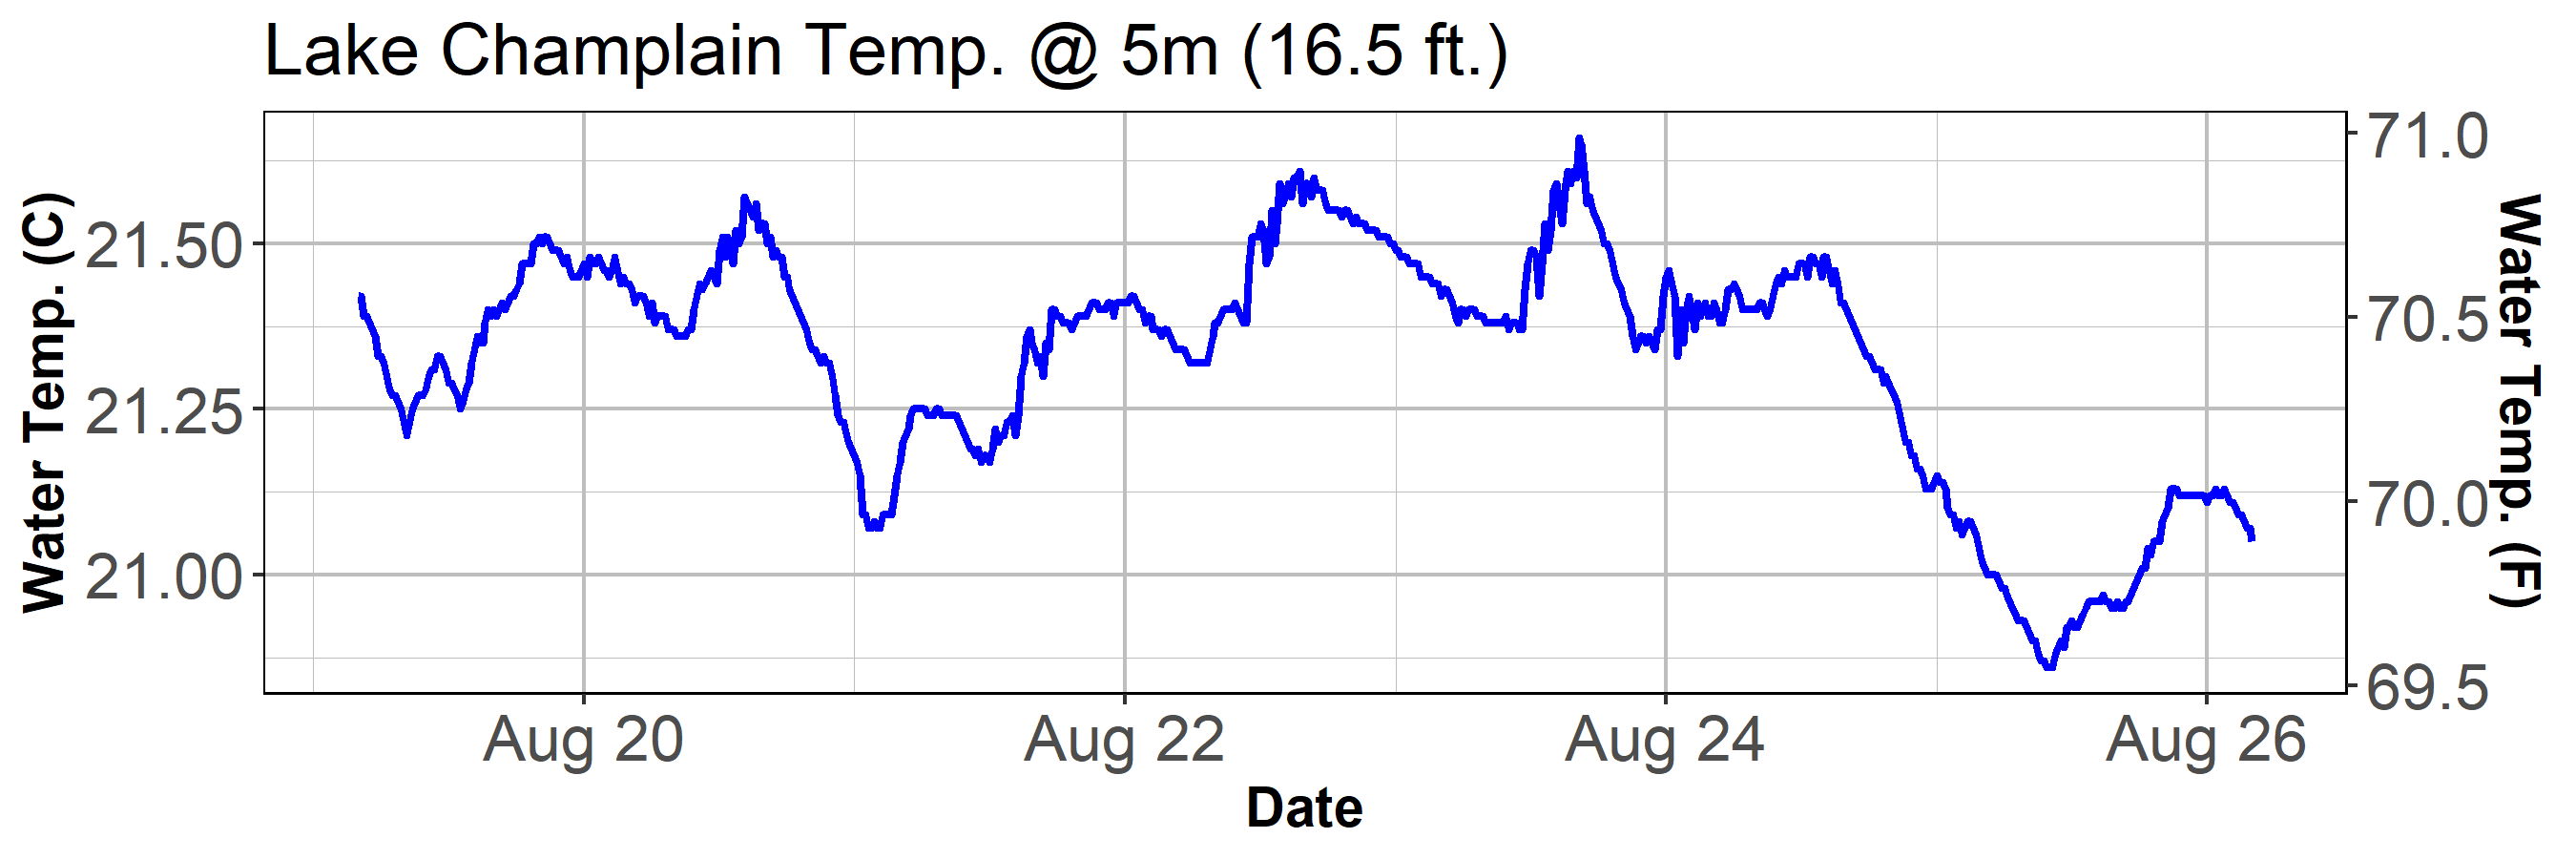 Lake Champlain Temp. @ 5m (16.5 ft.)
Water Temp. (C)
21.50
21.25
21.00
71.0
70.5
70.0
69.5
Water Temp. (F)
Aug 20
Aug 22
Aug 24
Aug 26
Date